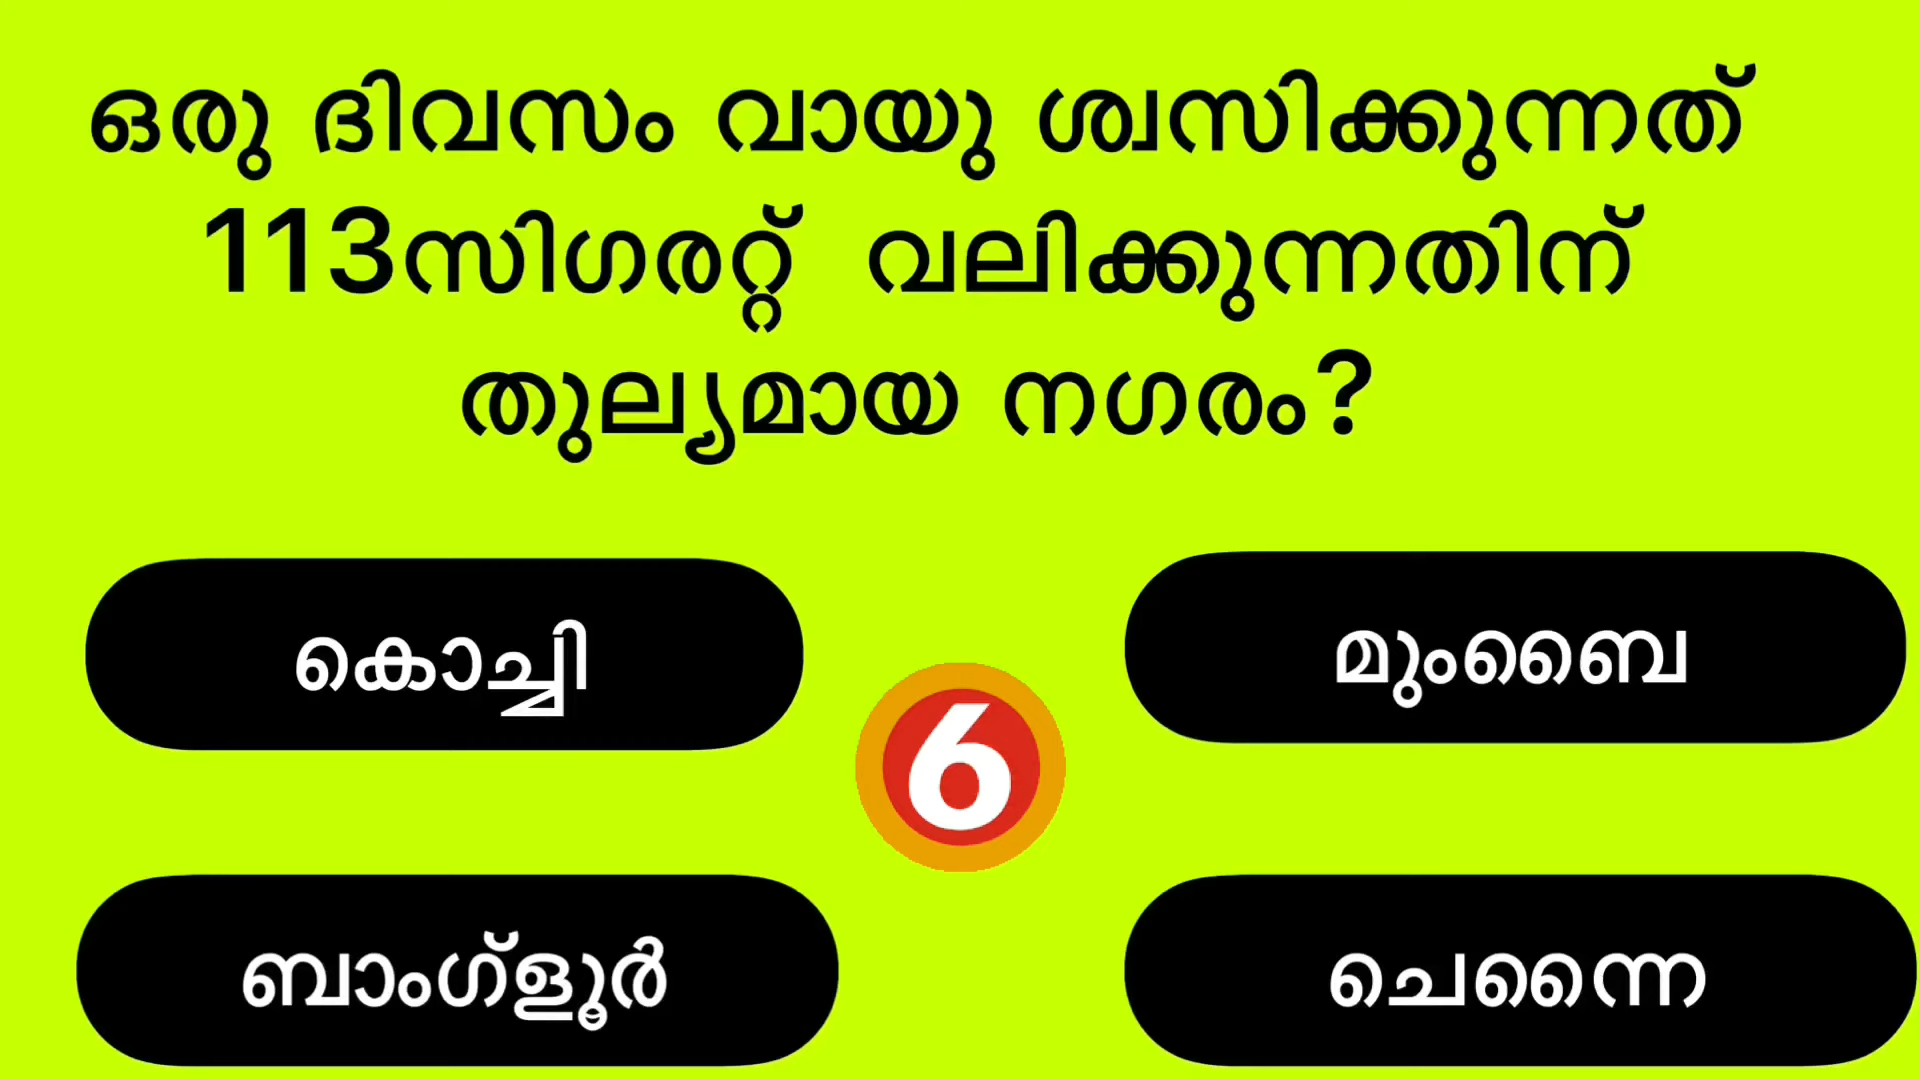 ഒരു ദിവസം വായു ശ്വസിക്കുന്നത്
113സിഗരറ്റ്  വലിക്കുന്നതിന്
തുല്യമായ നഗരം?
കൊച്ചി
മുംബൈ
6
ബാംഗ്ളൂർ
ചെന്നൈ